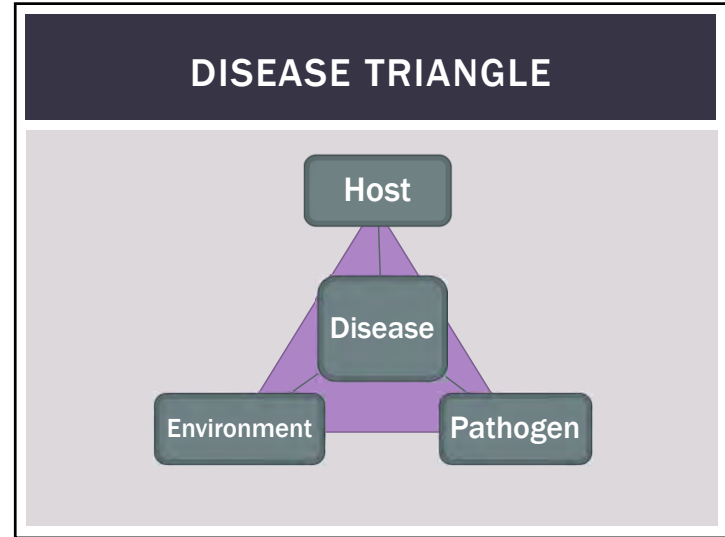 DISEASE TRIANGLE
Host
Disease
Environment
Pathogen